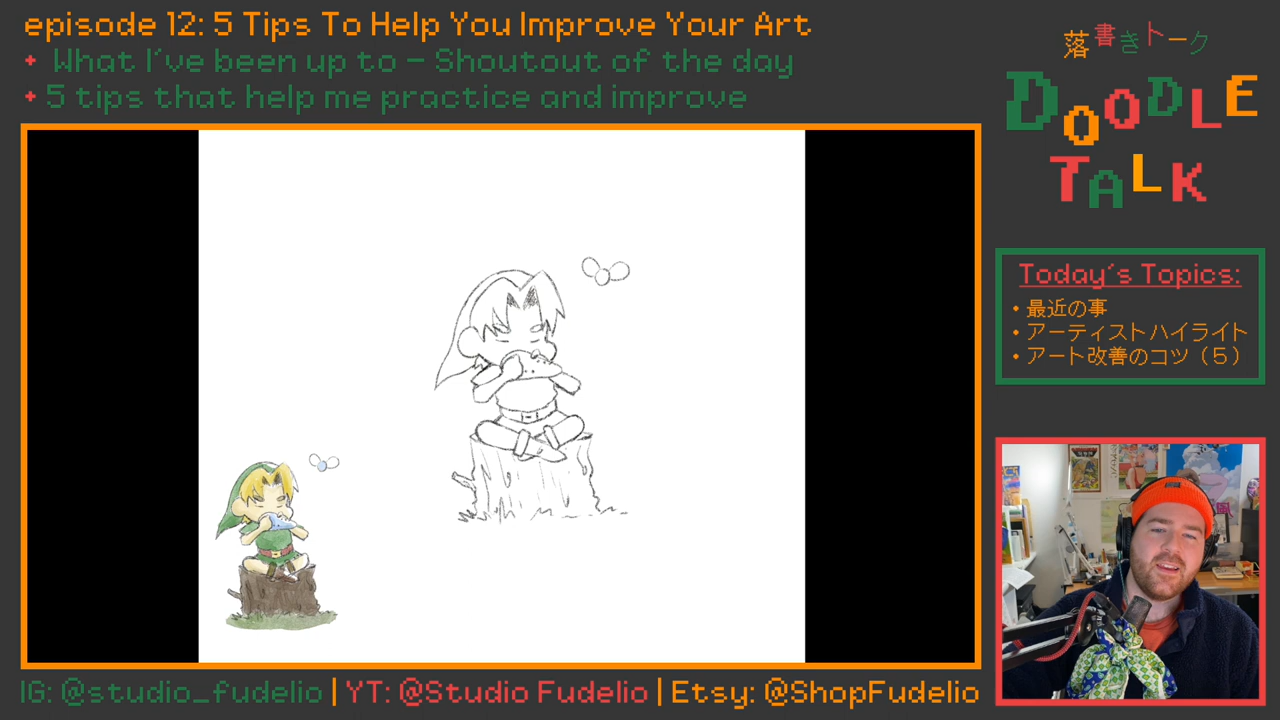 episode 12: 5 Tips To Help You Improve Your Art
+ What I've been up to - Shoutout of the day
+ 5 tips that help me practice and improve
落書きトーク
DOODLE
TALK
Today's Topics:
・最近の事
・アーティストハイライト
・アート改善のコツ（５）
IG: @studio_fudelio | YT: @Studio Fudelio | Etsy: @ShopFudelio